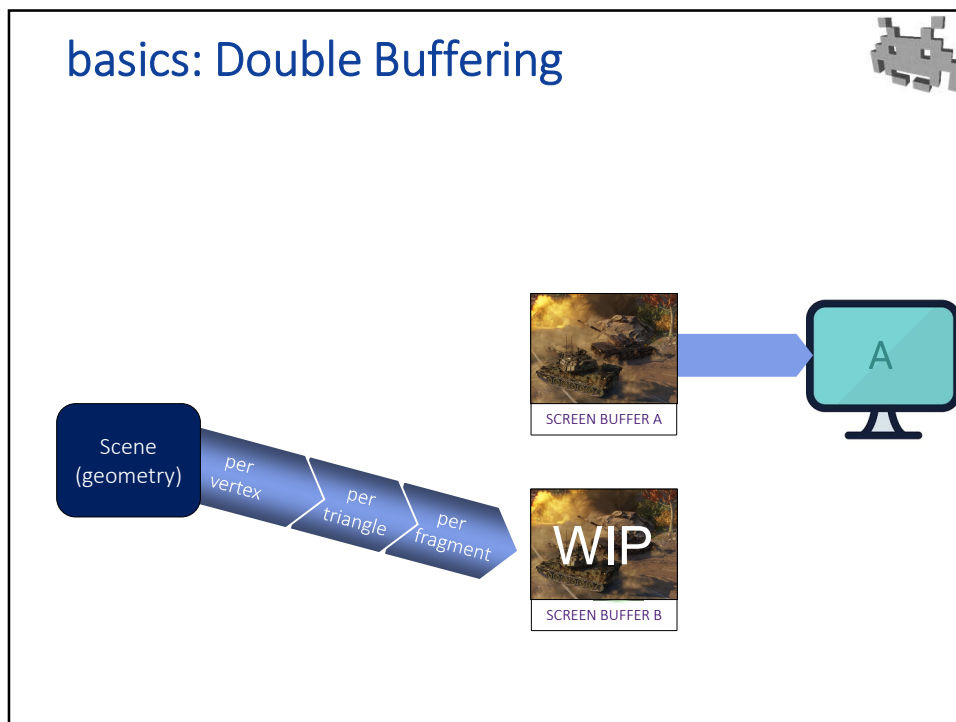 basics: Double Buffering
SCREEN BUFFER A
A
Scene
(geometry)
per
vertex
per
triangle
per
fragment
WIP
SCREEN BUFFER B